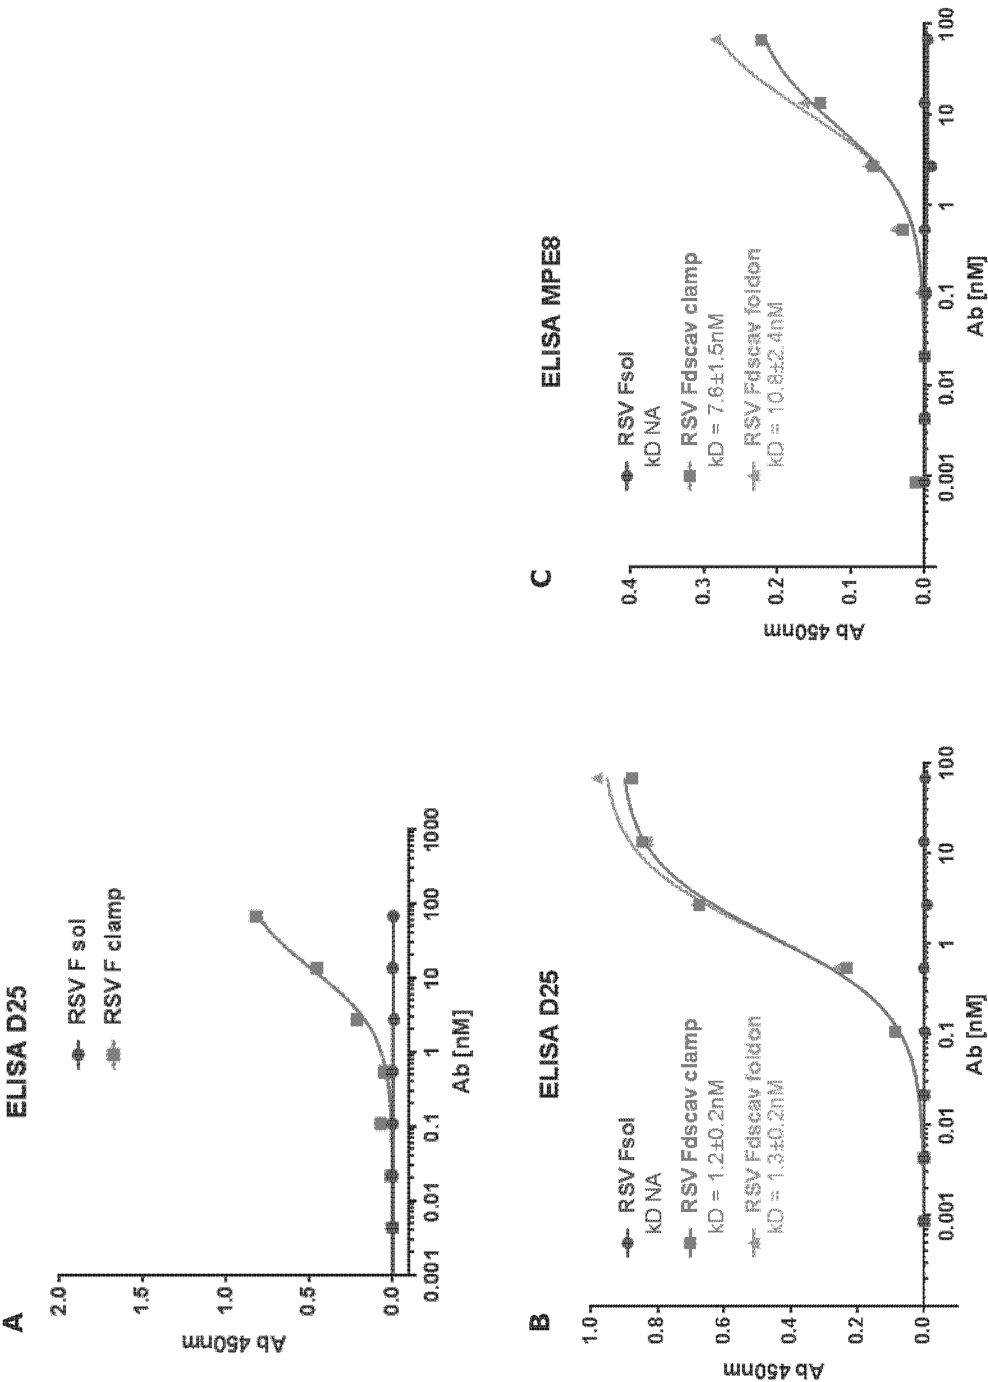 A
ELISA D25
RSV F sol
RSV F clamp
Ab 450nm
2.0
1.5
1.0
0.5
0.0
0.001
0.01
0.1
1
10
100
1000
Ab [nM]
B
ELISA D25
RSV Fsol
kD NA
RSV Fdscav clamp
kD = 1.2±0.2nM
RSV Fdscav foldon
kD = 1.3±0.2nM
Ab 450nm
1.0
0.8
0.6
0.4
0.2
0.0
0.001
0.01
0.1
1
10
100
Ab [nM]
C
ELISA MPE8
RSV Fsol
kD NA
RSV Fdscav clamp
kD = 7.6±1.5nM
RSV Fdscav foldon
kD = 10.8±2.4nM
Ab 450nm
0.4
0.3
0.2
0.1
0.0
0.001
0.01
0.1
1
10
100
Ab [nM]